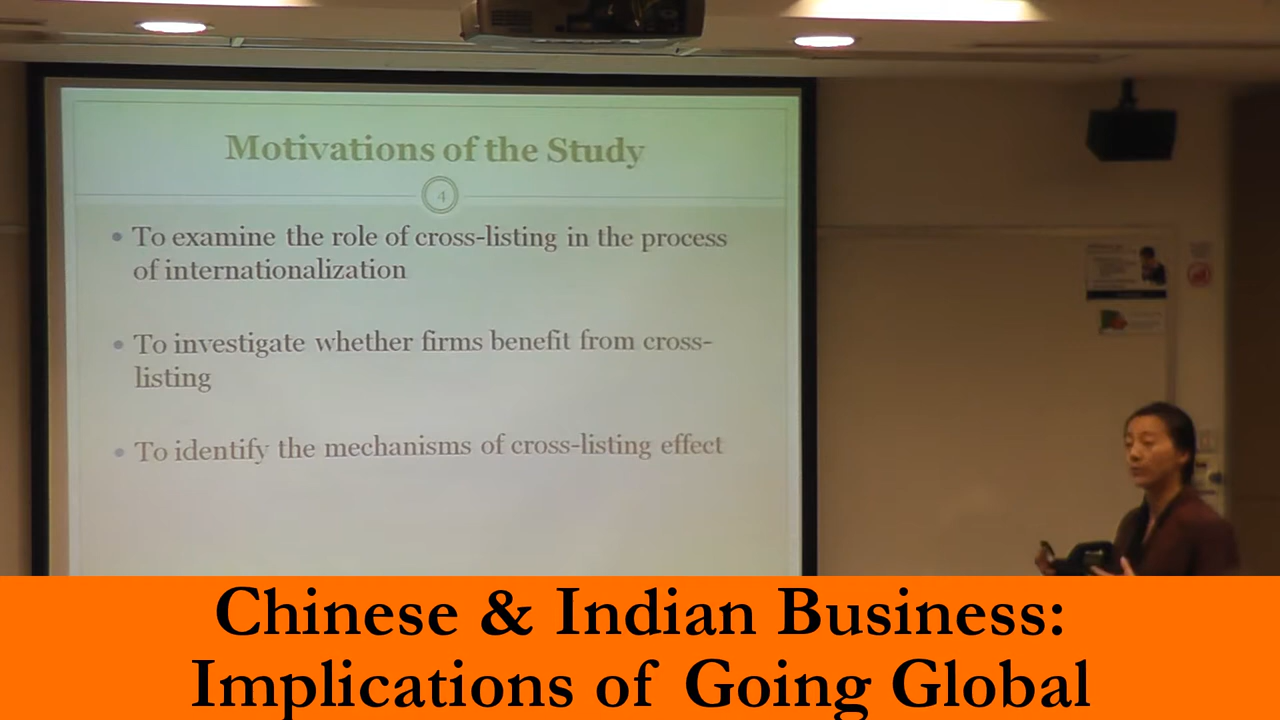 Motivations of the Study
4
• To examine the role of cross-listing in the process
of internationalization
• To investigate whether firms benefit from cross-
listing
• To identify the mechanisms of cross-listing effect
Chinese & Indian Business:
Implications of Going Global